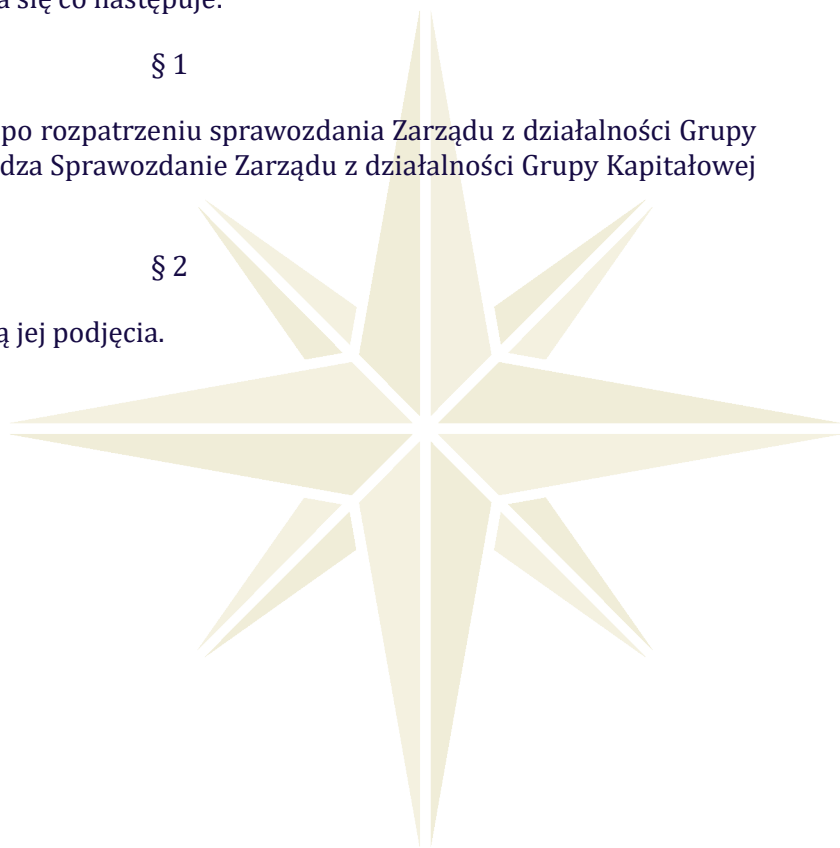 a się co następuje:
§ 1
po rozpatrzeniu sprawozdania Zarządu z działalności Grupy
dza Sprawozdanie Zarządu z działalności Grupy Kapitałowej
§ 2
ą jej podjęcia.